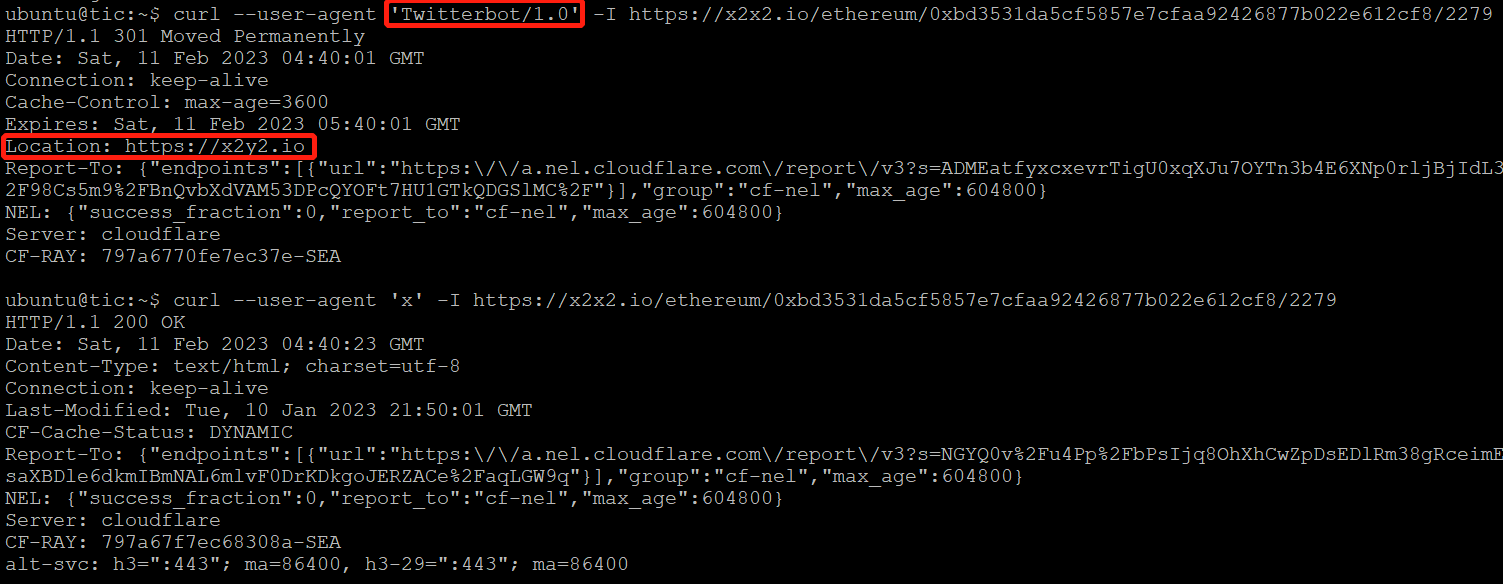 ubuntu@tic:~$ curl --user-agent 'Twitterbot/1.0' -I https://x2x2.io/ethereum/0xbd3531da5cf5857e7cfaa92426877b022e612cf8/2279
HTTP/1.1 301 Moved Permanently
Date: Sat, 11 Feb 2023 04:40:01 GMT
Connection: keep-alive
Cache-Control: max-age=3600
Expires: Sat, 11 Feb 2023 05:40:01 GMT
Location: https://x2y2.io
Report-To: {"endpoints":[{"url":"https:\/\/a.nel.cloudflare.com\/report\/v3?s=ADMEatfyxcxevrTigU0xqXJu7OYTn3b4E6XNp0rljBjIdL3
2F98Cs5m9%2FBnQvbXdVAM53DPcQYOFt7HU1GTkQDGSlMC%2F"}],"group":"cf-nel","max_age":604800}
NEL: {"success_fraction":0,"report_to":"cf-nel","max_age":604800}
Server: cloudflare
CF-RAY: 797a6770fe7ec37e-SEA
ubuntu@tic:~$ curl --user-agent 'x' -I https://x2x2.io/ethereum/0xbd3531da5cf5857e7cfaa92426877b022e612cf8/2279
HTTP/1.1 200 OK
Date: Sat, 11 Feb 2023 04:40:23 GMT
Content-Type: text/html; charset=utf-8
Connection: keep-alive
Last-Modified: Tue, 10 Jan 2023 21:50:01 GMT
CF-Cache-Status: DYNAMIC
Report-To: {"endpoints":[{"url":"https:\/\/a.nel.cloudflare.com\/report\/v3?s=NGYQ0v%2Fu4Pp%2FbPsIjq8OhXhCwZpDsEDlRm38gRceimE
saXBDle6dkmIBmNAL6mlvF0DrKDkgoJERZACe%2FaqLGW9q"}],"group":"cf-nel","max_age":604800}
NEL: {"success_fraction":0,"report_to":"cf-nel","max_age":604800}
Server: cloudflare
CF-RAY: 797a67f7ec68308a-SEA
alt-svc: h3=":443"; ma=86400, h3-29=":443"; ma=86400